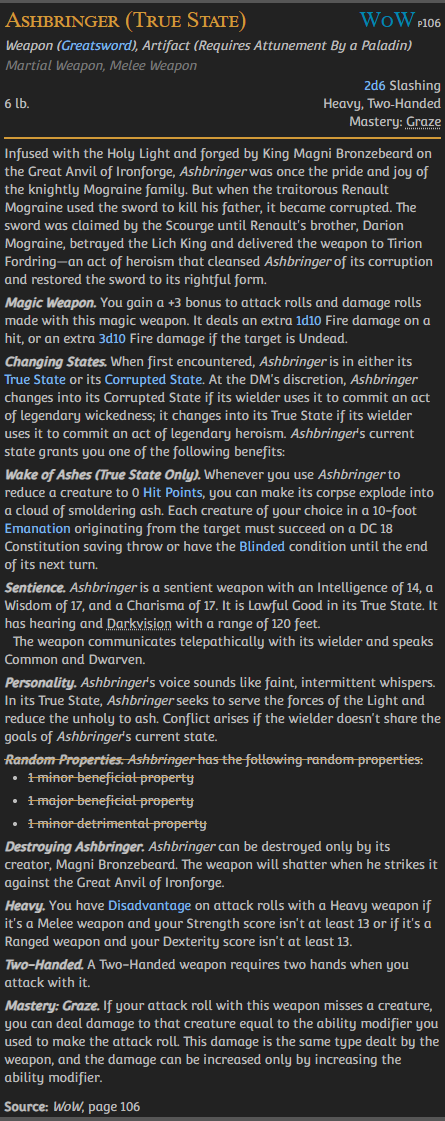 Ashbringer (True State) WoW p106
Weapon (Greatsword), Artifact (Requires Attunement By a Paladin)
Martial Weapon, Melee Weapon
2d6 Slashing
6 lb. Heavy, Two-Handed
Mastery: Graze
Infused with the Holy Light and forged by King Magni Bronzebeard on
the Great Anvil of Ironforge, Ashbringer was once the pride and joy of
the knightly Mograine family. But when the traitorous Renault
Mograine used the sword to kill his father, it became corrupted. The
sword was claimed by the Scourge until Renault's brother, Darion
Mograine, betrayed the Lich King and delivered the weapon to Tirion
Fordring—an act of heroism that cleansed Ashbringer of its corruption
and restored the sword to its rightful form.
Magic Weapon. You gain a +3 bonus to attack rolls and damage rolls
made with this magic weapon. It deals an extra 1d10 Fire damage on a
hit, or an extra 3d10 Fire damage if the target is Undead.
Changing States. When first encountered, Ashbringer is in either its
True State or its Corrupted State. At the DM's discretion, Ashbringer
changes into its Corrupted State if its wielder uses it to commit an act
of legendary wickedness; it changes into its True State if its wielder
uses it to commit an act of legendary heroism. Ashbringer's current
state grants you one of the following benefits:
Wake of Ashes (True State Only). Whenever you use Ashbringer to
reduce a creature to 0 Hit Points, you can make its corpse explode into
a cloud of smoldering ash. Each creature of your choice in a 10-foot
Emanation originating from the target must succeed on a DC 18
Constitution saving throw or have the Blinded condition until the end
of its next turn.
Sentience. Ashbringer is a sentient weapon with an Intelligence of 14, a
Wisdom of 17, and a Charisma of 17. It is Lawful Good in its True State. It
has hearing and Darkvision with a range of 120 feet.
The weapon communicates telepathically with its wielder and speaks
Common and Dwarven.
Personality. Ashbringer's voice sounds like faint, intermittent whispers.
In its True State, Ashbringer seeks to serve the forces of the Light and
reduce the unholy to ash. Conflict arises if the wielder doesn't share the
goals of Ashbringer's current state.
Random Properties. Ashbringer has the following random properties:
• 1 minor beneficial property
• 1 major beneficial property
• 1 minor detrimental property
Destroying Ashbringer. Ashbringer can be destroyed only by its
creator, Magni Bronzebeard. The weapon will shatter when he strikes it
against the Great Anvil of Ironforge.
Heavy. You have Disadvantage on attack rolls with a Heavy weapon if
it's a Melee weapon and your Strength score isn't at least 13 or if it's a
Ranged weapon and your Dexterity score isn't at least 13.
Two-Handed. A Two-Handed weapon requires two hands when you
attack with it.
Mastery: Graze. If your attack roll with this weapon misses a creature,
you can deal damage to that creature equal to the ability modifier you
used to make the attack roll. This damage is the same type dealt by the
weapon, and the damage can be increased only by increasing the
ability modifier.
Source: WoW, page 106